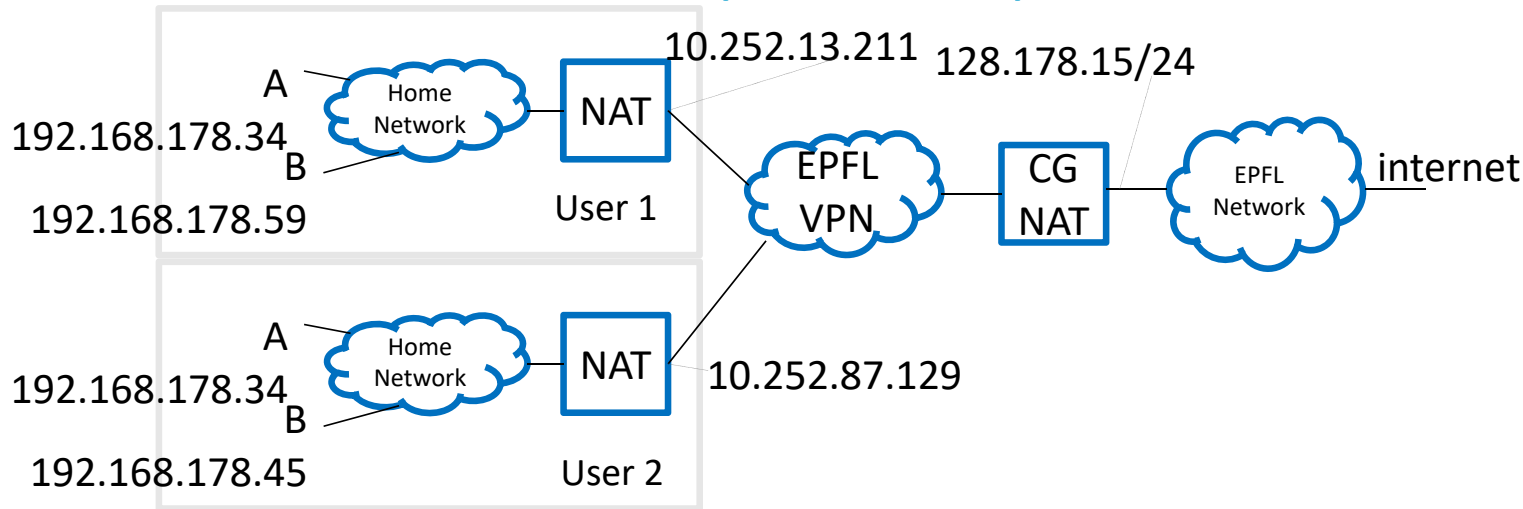 10.252.13.211
128.178.15/24
A
Home
Network
NAT
192.168.178.34
B
EPFL
VPN
CG
NAT
EPFL
Network
internet
192.168.178.59
User 1
A
Home
Network
NAT
10.252.87.129
192.168.178.34
B
192.168.178.45
User 2